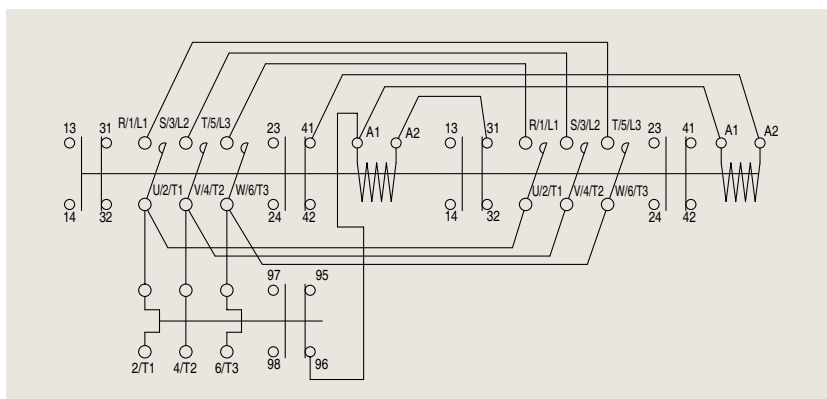 R/1/L1 S/3/L2 T/5/L3
13 31 23 41 A1 A2 13 31 R/1/L1 S/3/L2 T/5/L3 23 41 A1 A2
U/2/T1 V/4/T2 W/6/T3 U/2/T1 V/4/T2 W/6/T3
14 32 24 42 14 32 24 42
97 95
98 96
2/T1 4/T2 6/T3